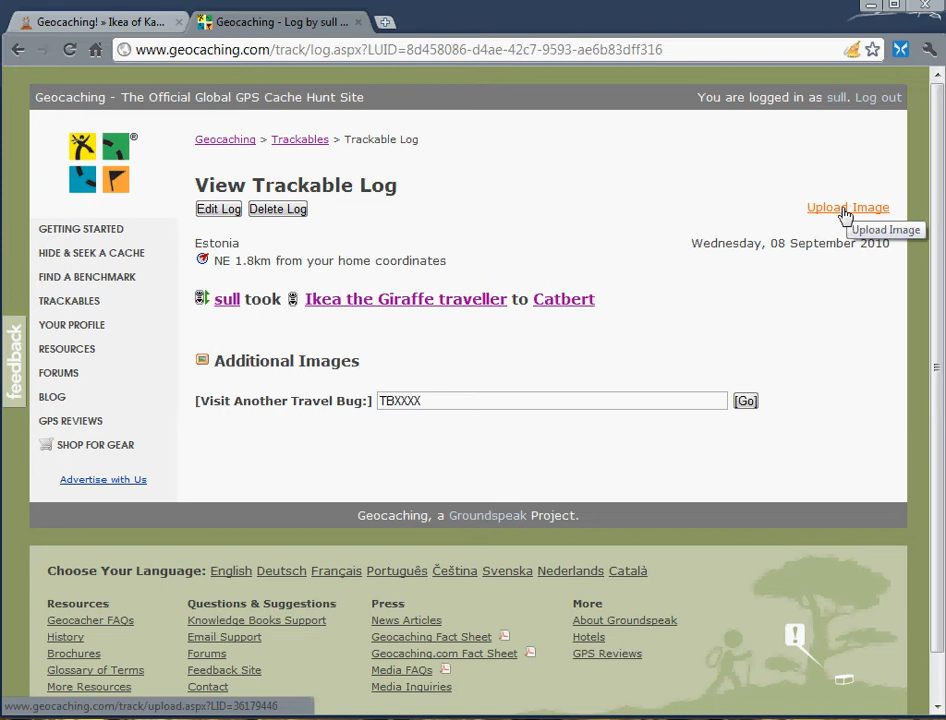 Geocaching! » Ikea of Ka...
Geocaching - Log by sull ...
www.geocaching.com/track/log.aspx?LUID=8d458086-d4ae-42c7-9593-ae6b83dff316
Geocaching - The Official Global GPS Cache Hunt Site
You are logged in as sull. Log out
®
Geocaching > Trackables > Trackable Log
View Trackable Log
Edit Log Delete Log
Upload Image
Upload Image
GETTING STARTED
HIDE & SEEK A CACHE
FIND A BENCHMARK
TRACKABLES
YOUR PROFILE
RESOURCES
FORUMS
BLOG
GPS REVIEWS
SHOP FOR GEAR
Advertise with Us
feedback
Estonia
Wednesday, 08 September 2010
NE 1.8km from your home coordinates
sull took Ikea the Giraffe traveller to Catbert
Additional Images
[Visit Another Travel Bug:] TBXXXX [Go]
Geocaching, a Groundspeak Project.
Choose Your Language: English Deutsch Français Português Čeština Svenska Nederlands Català
Resources
Geocacher FAQs
History
Brochures
Glossary of Terms
More Resources
Questions & Suggestions
Knowledge Books Support
Email Support
Forums
Feedback Site
Contact
Press
News Articles
Geocaching Fact Sheet
Geocaching.com Fact Sheet
Media FAQs
Media Inquiries
More
About Groundspeak
Hotels
GPS Reviews
www.geocaching.com/track/upload.aspx?LID=36179446